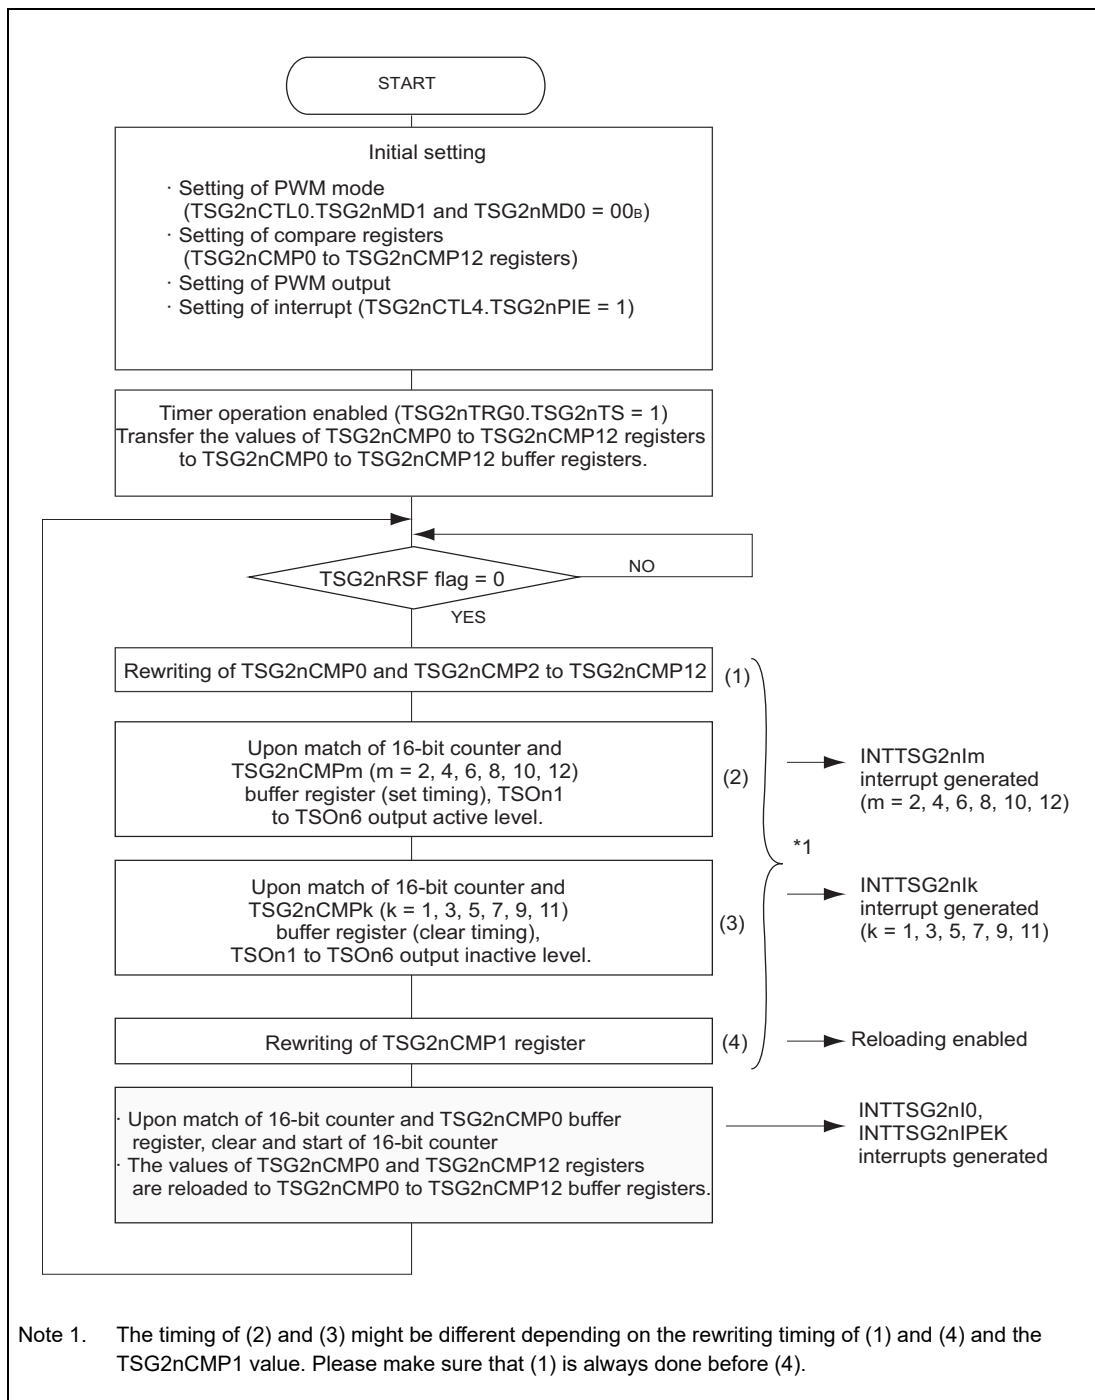 START
Initial setting
· Setting of PWM mode
(TSG2nCTL0.TSG2nMD1 and TSG2nMD0 = 00B)
· Setting of compare registers
(TSG2nCMP0 to TSG2nCMP12 registers)
· Setting of PWM output
· Setting of interrupt (TSG2nCTL4.TSG2nPIE = 1)
Timer operation enabled (TSG2nTRG0.TSG2nTS = 1)
Transfer the values of TSG2nCMP0 to TSG2nCMP12 registers
to TSG2nCMP0 to TSG2nCMP12 buffer registers.
TSG2nRSF flag = 0
NO
YES
Rewriting of TSG2nCMP0 and TSG2nCMP2 to TSG2nCMP12
(1)
Upon match of 16-bit counter and
TSG2nCMPm (m = 2, 4, 6, 8, 10, 12)
buffer register (set timing), TSOn1
to TSOn6 output active level.
(2)
INTTSG2nIm
interrupt generated
(m = 2, 4, 6, 8, 10, 12)
*1
Upon match of 16-bit counter and
TSG2nCMPk (k = 1, 3, 5, 7, 9, 11)
buffer register (clear timing),
TSOn1 to TSOn6 output inactive level.
(3)
INTTSG2nIk
interrupt generated
(k = 1, 3, 5, 7, 9, 11)
Rewriting of TSG2nCMP1 register
(4)
Reloading enabled
· Upon match of 16-bit counter and TSG2nCMP0 buffer
register, clear and start of 16-bit counter
· The values of TSG2nCMP0 and TSG2nCMP12 registers
are reloaded to TSG2nCMP0 to TSG2nCMP12 buffer registers.
INTTSG2nI0,
INTTSG2nIPEK
interrupts generated
Note 1. The timing of (2) and (3) might be different depending on the rewriting timing of (1) and (4) and the
TSG2nCMP1 value. Please make sure that (1) is always done before (4).